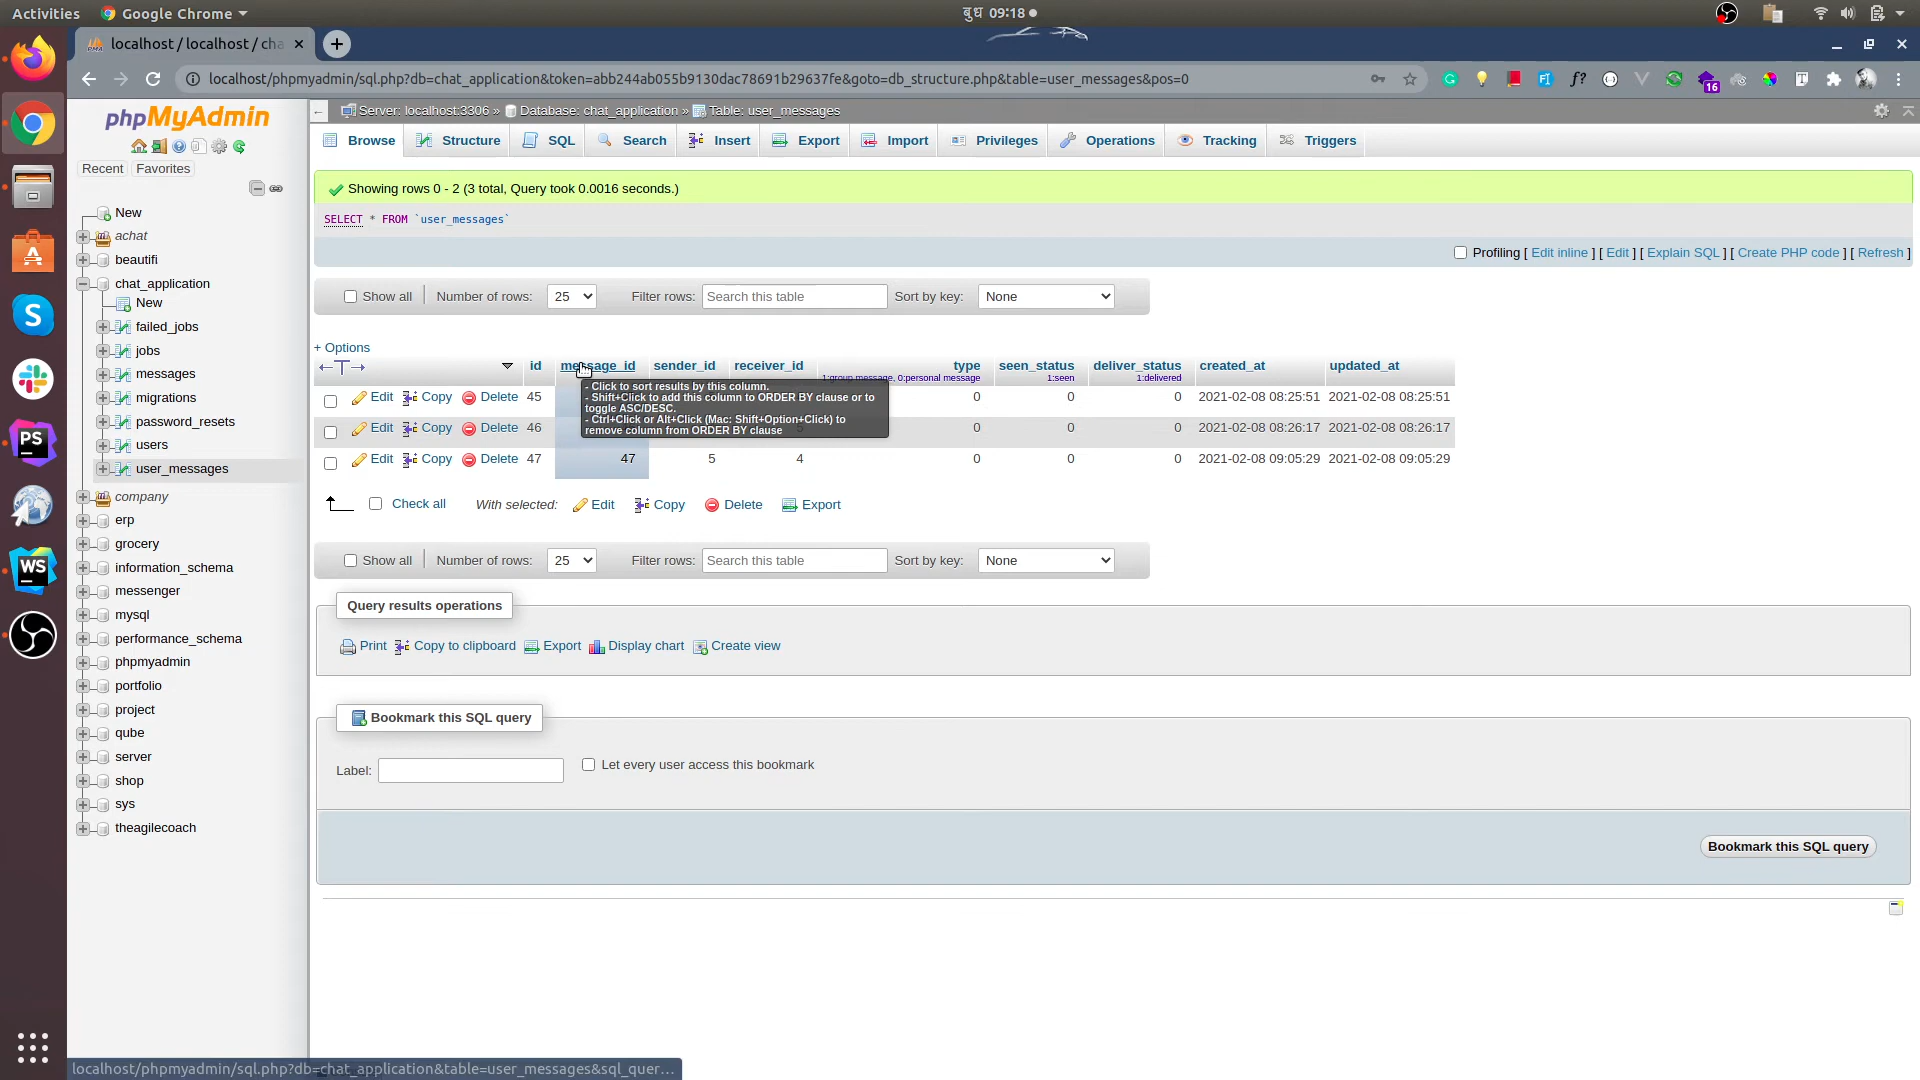 Activities
Google Chrome
बुध 09:18
localhost / localhost / cha
localhost/phpmyadmin/sql.php?db=chat_application&token=abb244ab055b9130dac78691b29637fe&goto=db_structure.php&table=user_messages&pos=0
16
phpMyAdmin
Recent
Favorites
New
achat
beautifi
chat_application
New
failed_jobs
jobs
messages
migrations
password_resets
users
user_messages
company
erp
grocery
information_schema
messenger
mysql
performance_schema
phpmyadmin
portfolio
project
qube
server
shop
sys
theagilecoach
Server: localhost:3306 » Database: chat_application » Table: user_messages
Browse Structure SQL Search Insert Export Import Privileges Operations Tracking Triggers
Showing rows 0 - 2 (3 total, Query took 0.0016 seconds.)
SELECT * FROM `user_messages`
Profiling [ Edit inline ] [ Edit ] [ Explain SQL ] [ Create PHP code ] [ Refresh ]
Show all Number of rows: 25 Filter rows: Search this table Sort by key: None
+ Options
id message_id sender_id receiver_id type seen_status deliver_status created_at updated_at
1:group message, 0:personal message 1:seen 1:delivered
- Click to sort results by this column.
- Shift+Click to add this column to ORDER BY clause or to
toggle ASC/DESC.
- Ctrl+Click or Alt+Click (Mac: Shift+Option+Click) to
remove column from ORDER BY clause
Edit Copy Delete 45 0 0 0 2021-02-08 08:25:51 2021-02-08 08:25:51
Edit Copy Delete 46 0 0 0 2021-02-08 08:26:17 2021-02-08 08:26:17
Edit Copy Delete 47 47 5 4 0 0 0 2021-02-08 09:05:29 2021-02-08 09:05:29
Check all With selected: Edit Copy Delete Export
Show all Number of rows: 25 Filter rows: Search this table Sort by key: None
Query results operations
Print Copy to clipboard Export Display chart Create view
Bookmark this SQL query
Label: Let every user access this bookmark
Bookmark this SQL query
localhost/phpmyadmin/sql.php?db=chat_application&table=user_messages&sql_quer...